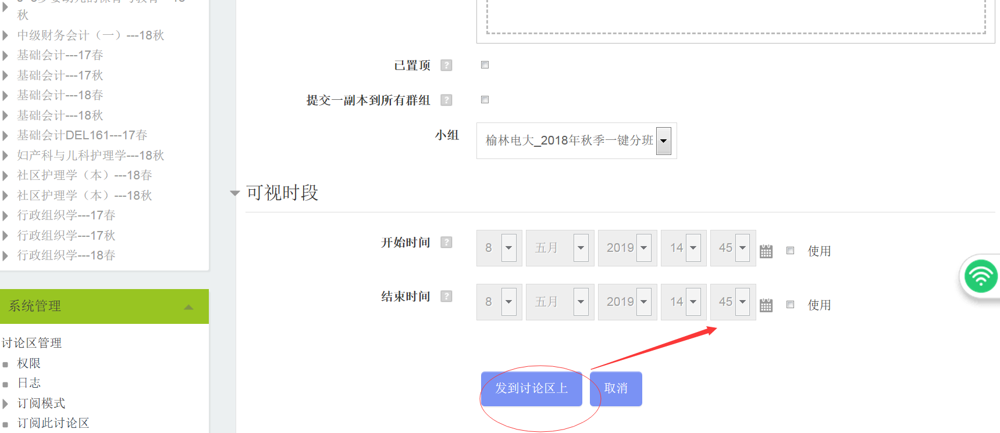 秋
中级财务会计（一）---18秋
基础会计---17春
基础会计---17秋
基础会计---18春
基础会计---18秋
基础会计DEL161---17春
妇产科与儿科护理学---18秋
社区护理学（本）---18春
社区护理学（本）---18秋
行政组织学---17春
行政组织学---17秋
行政组织学---18春
系统管理
讨论区管理
权限
日志
订阅模式
订阅此讨论区
已置顶 ?
提交一副本到所有群组 ?
小组 榆林电大_2018年秋季一键分班
可视时段
开始时间 ? 8 五月 2019 14 45 使用
结束时间 ? 8 五月 2019 14 45 使用
发到讨论区上 取消